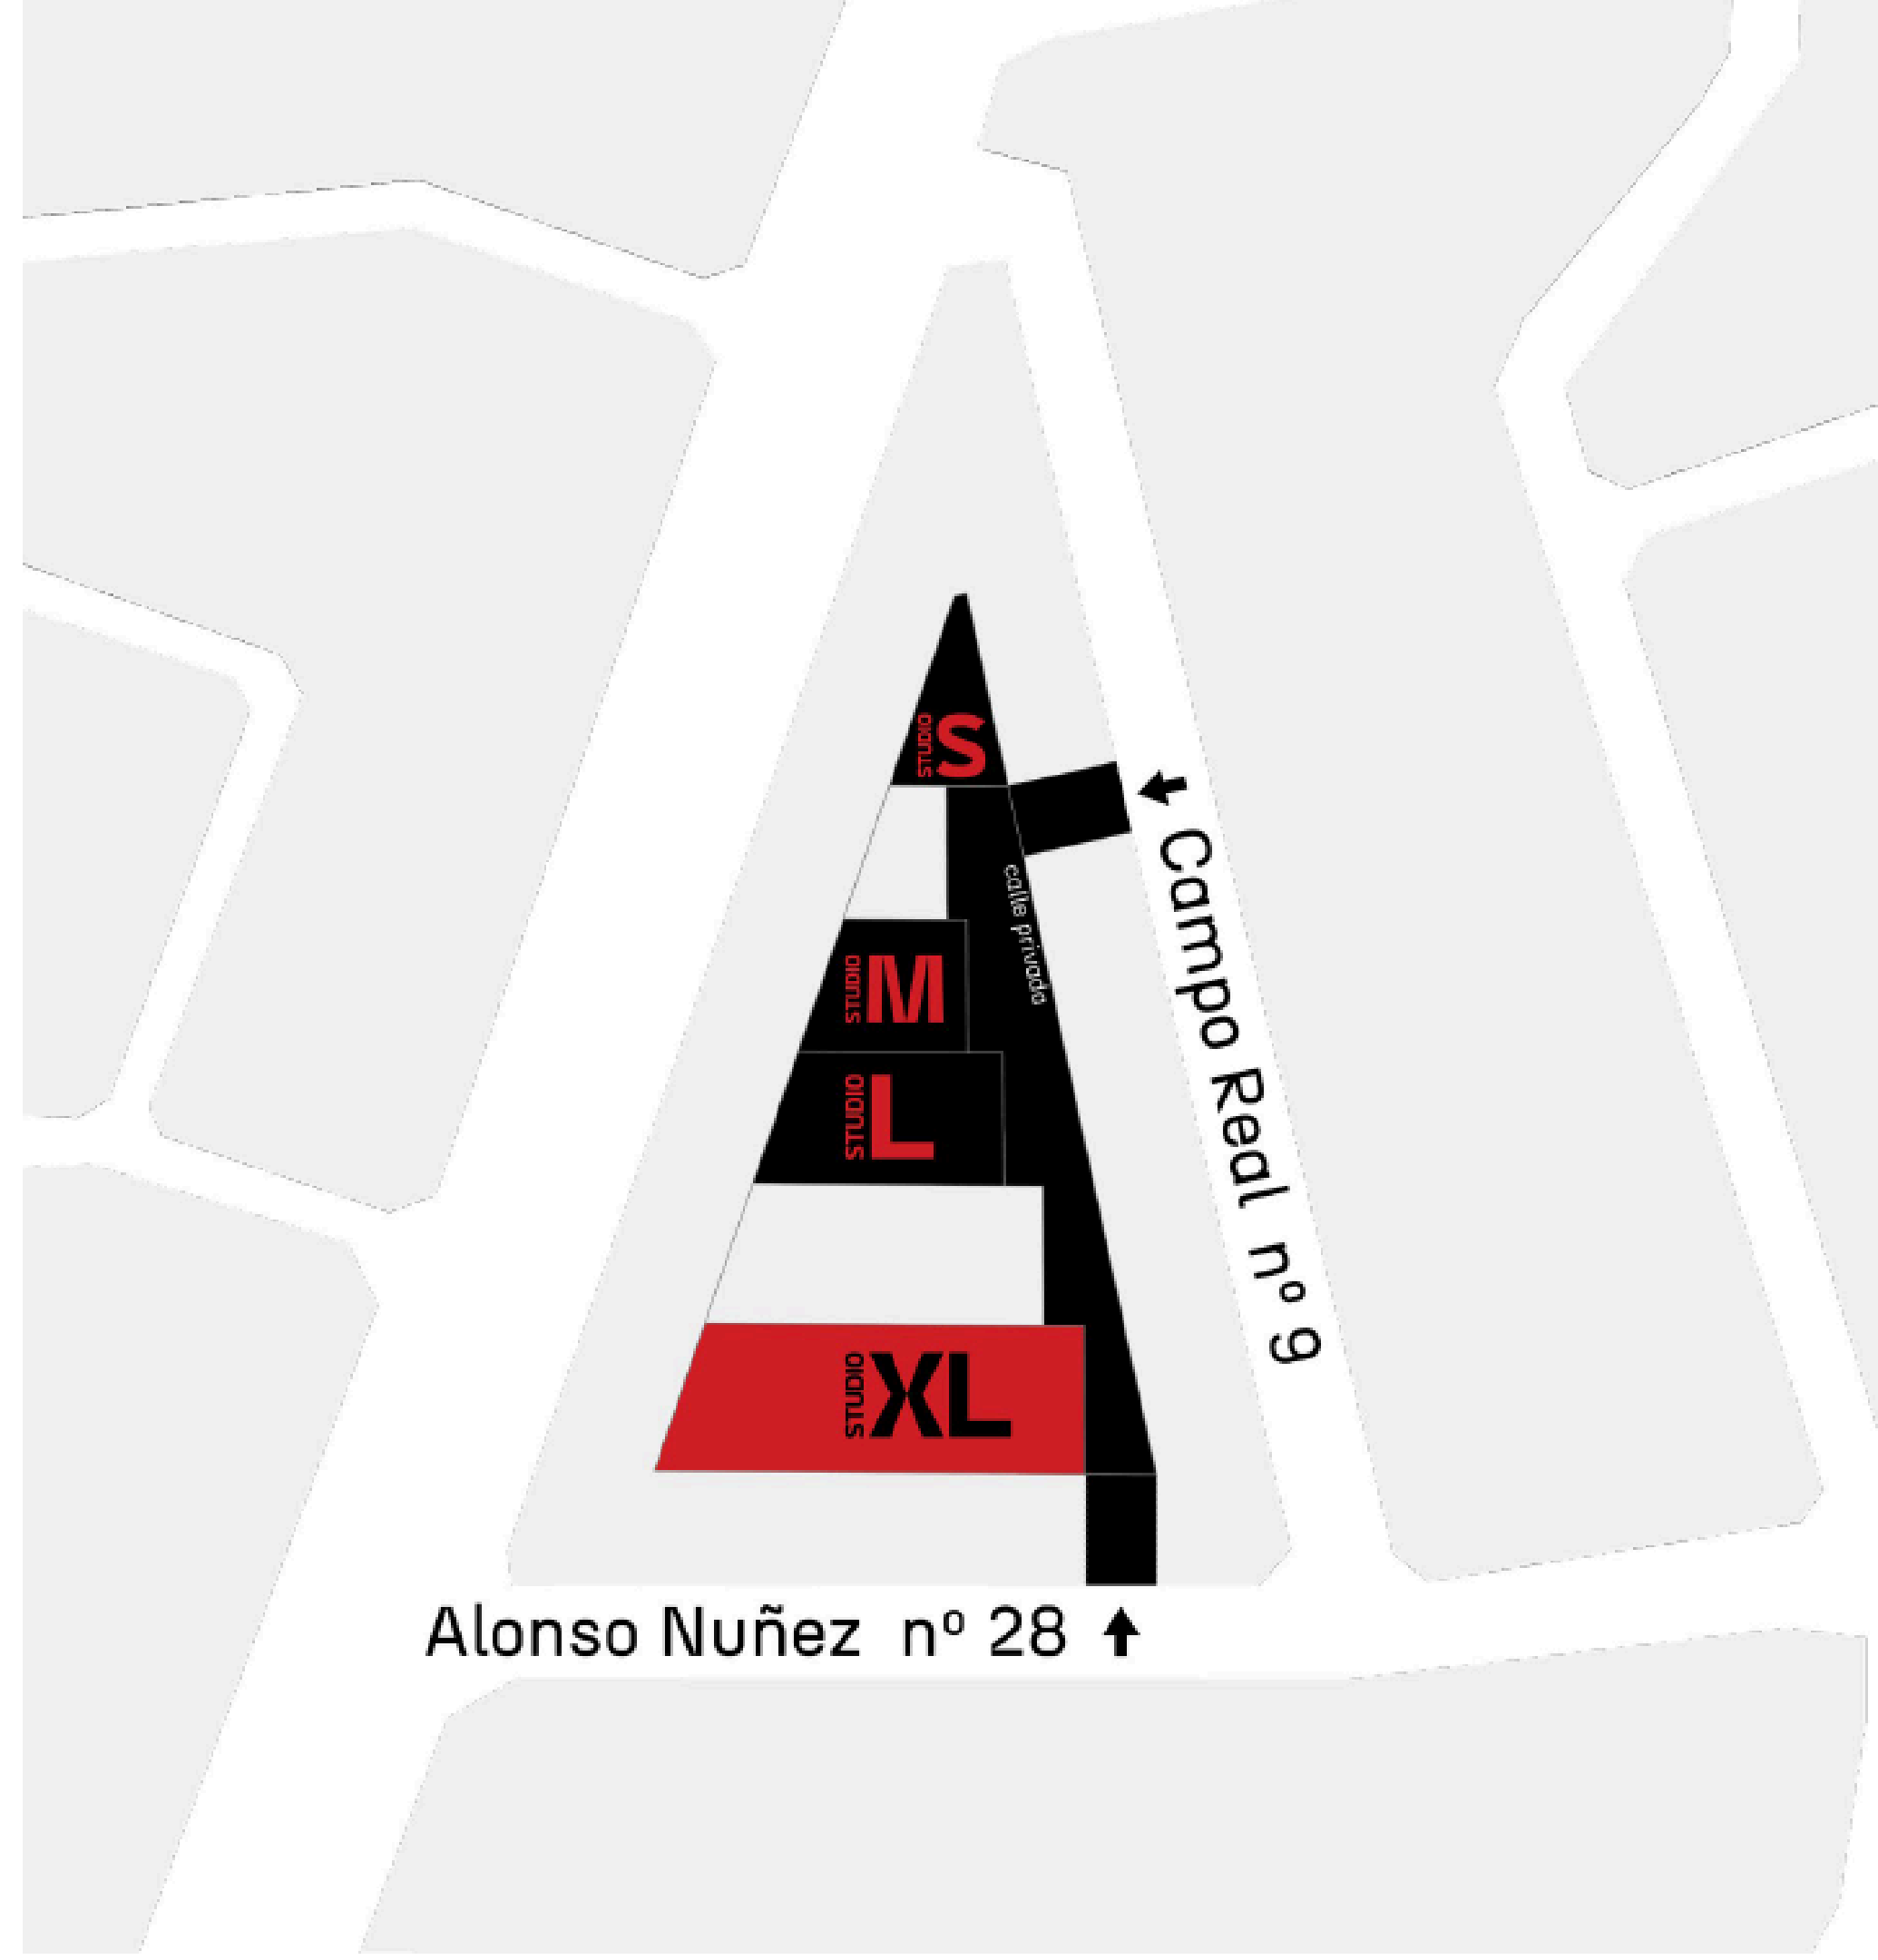 STUDIO S
calle privada
STUDIO M
STUDIO L
STUDIO XL
Campo Real nº 9
Alonso Nuñez nº 28